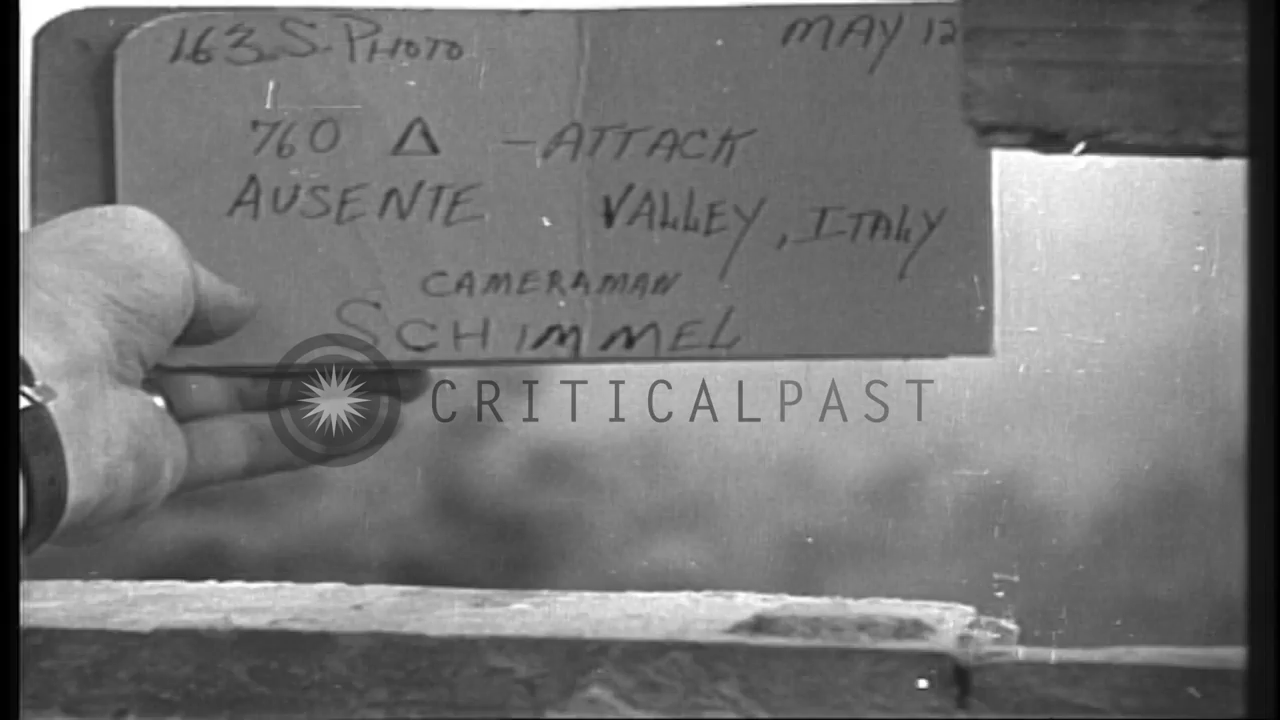 163 S. PHOTO MAY 12
760 Δ - ATTACK
AUSENTE VALLEY, ITALY
CAMERAMAN
SCHIMMEL
CRITICALPAST